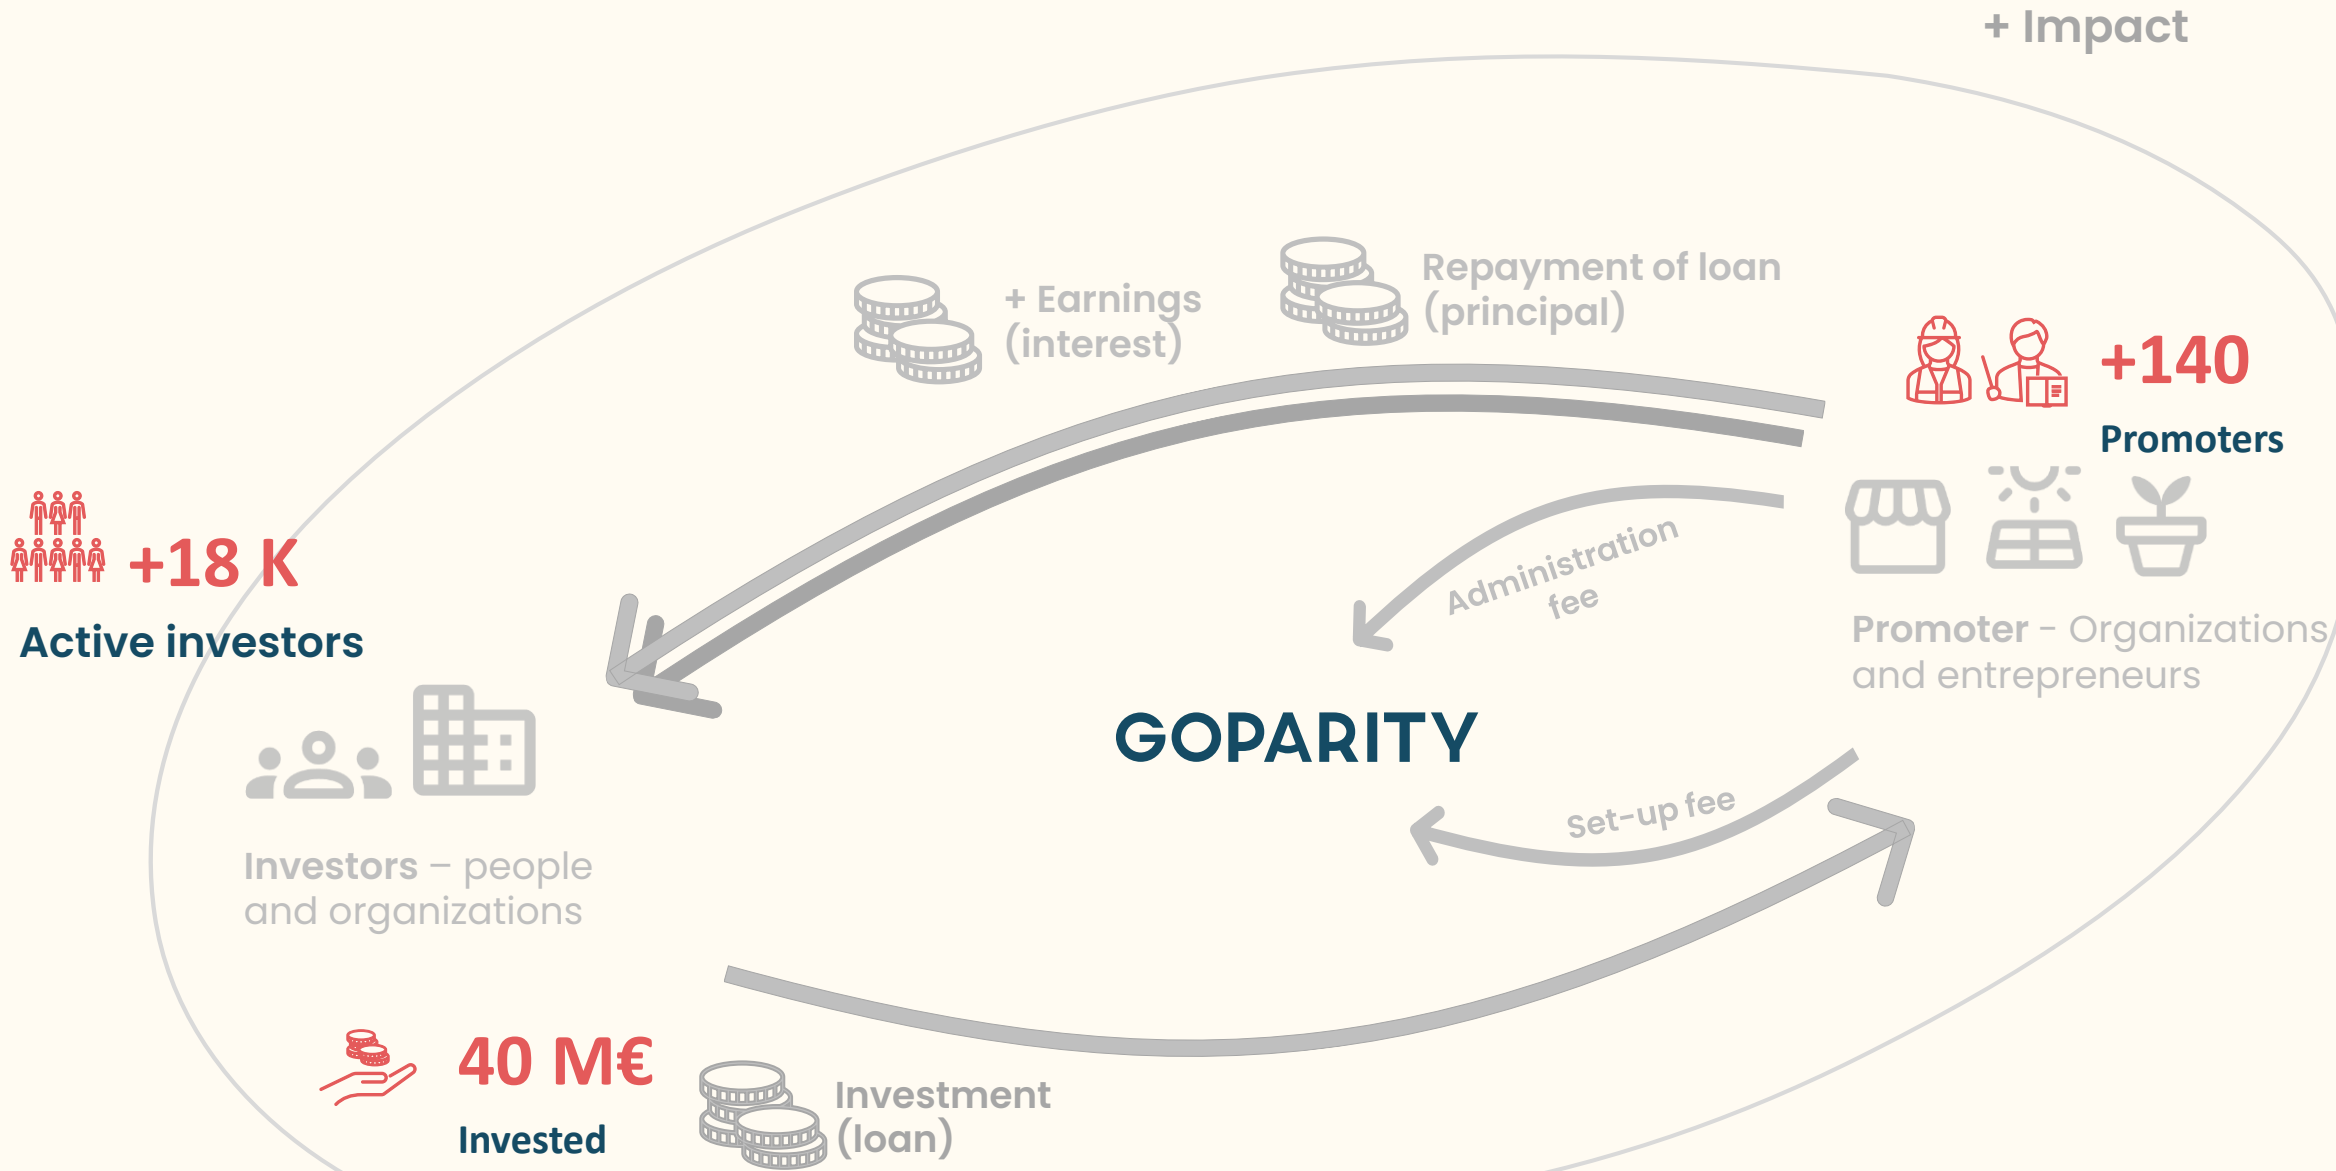 + Impact
+ Earnings
(interest)
Repayment of loan
(principal)
+140
Promoters
+18 K
Active investors
Administration
fee
Promoter - Organizations
and entrepreneurs
GOPARITY
Set-up fee
Investors – people
and organizations
40 M€
Invested
Investment
(loan)